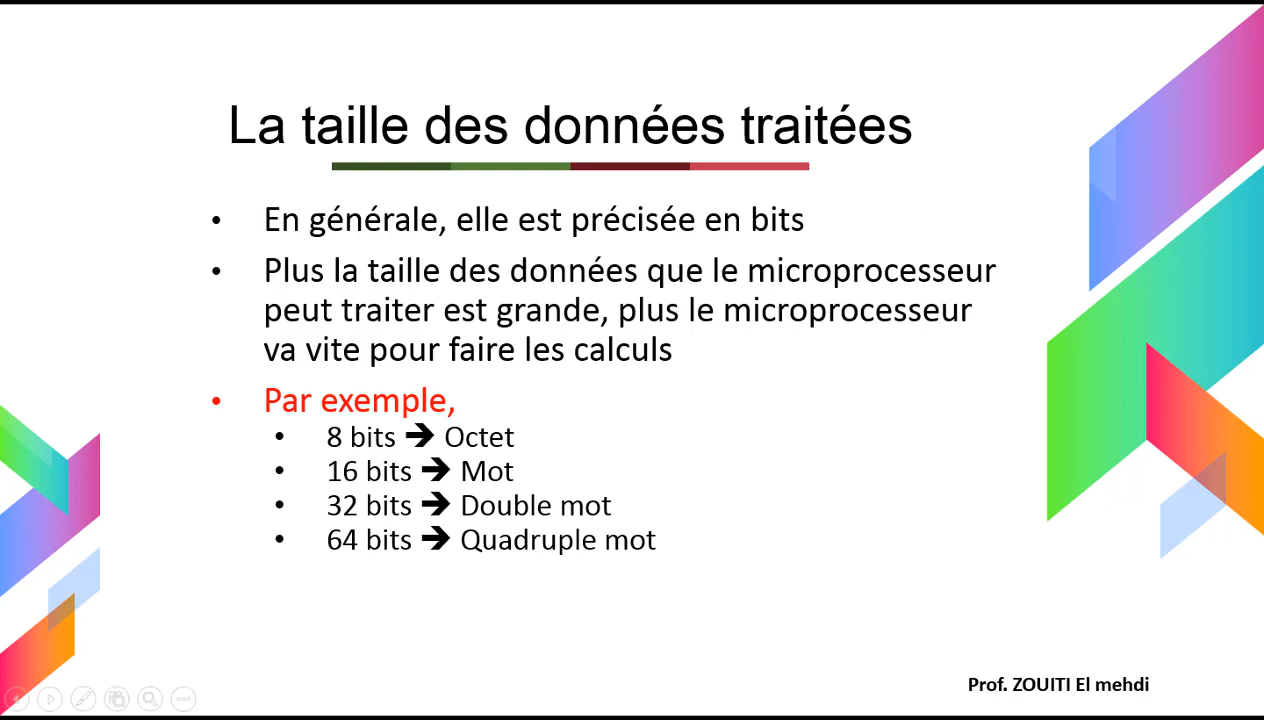 La taille des données traitées
• En générale, elle est précisée en bits
• Plus la taille des données que le microprocesseur
peut traiter est grande, plus le microprocesseur
va vite pour faire les calculs
• Par exemple,
• 8 bits ➔ Octet
• 16 bits ➔ Mot
• 32 bits ➔ Double mot
• 64 bits ➔ Quadruple mot
Prof. ZOUITI El mehdi